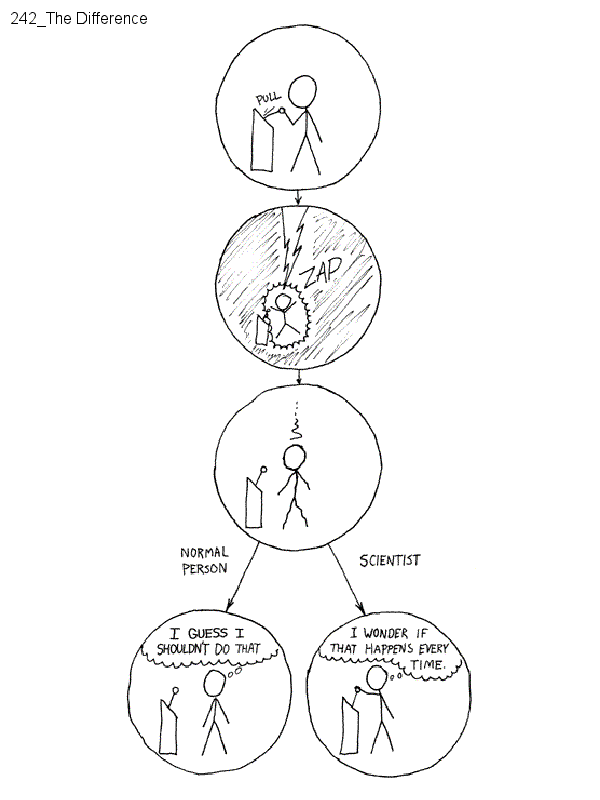 242_The Difference
PULL
ZAP
NORMAL
PERSON
SCIENTIST
I GUESS I
SHOULDN'T DO THAT
I WONDER IF
THAT HAPPENS EVERY
TIME.